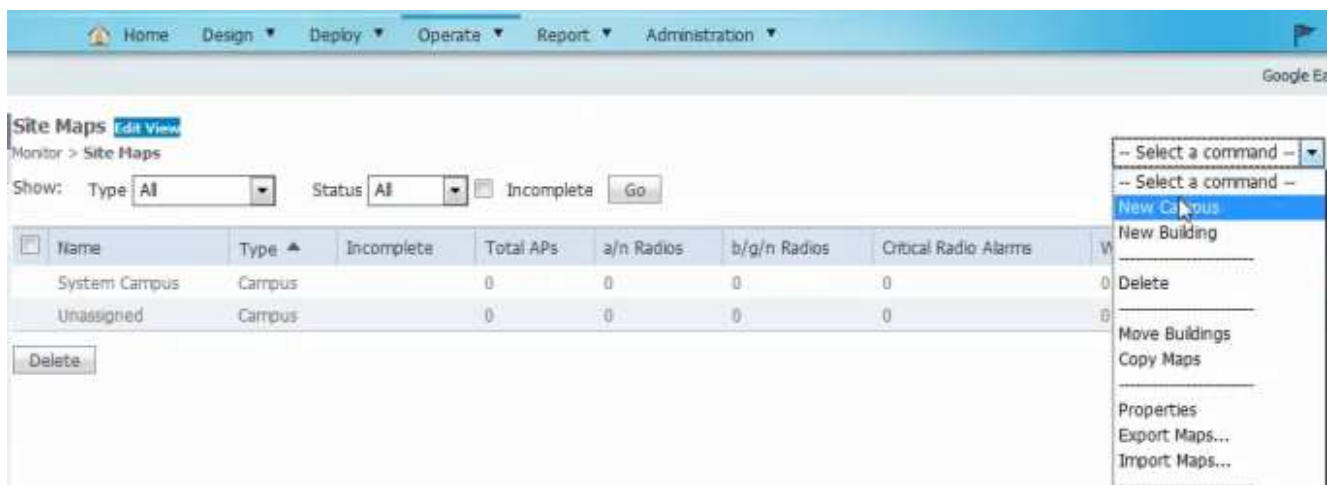 Home Design Deploy Operate Report Administration
Google Ea
Site Maps Edit View
Monitor > Site Maps
-- Select a command --
Show: Type All Status All Incomplete Go
-- Select a command --
New Campus
New Building
Name Type Incomplete Total APs a/n Radios b/g/n Radios Critical Radio Alarms W
System Campus Campus 0 0 0 0 0
Unassigned Campus 0 0 0 0 0
Delete
Delete
Move Buildings
Copy Maps
Properties
Export Maps...
Import Maps...